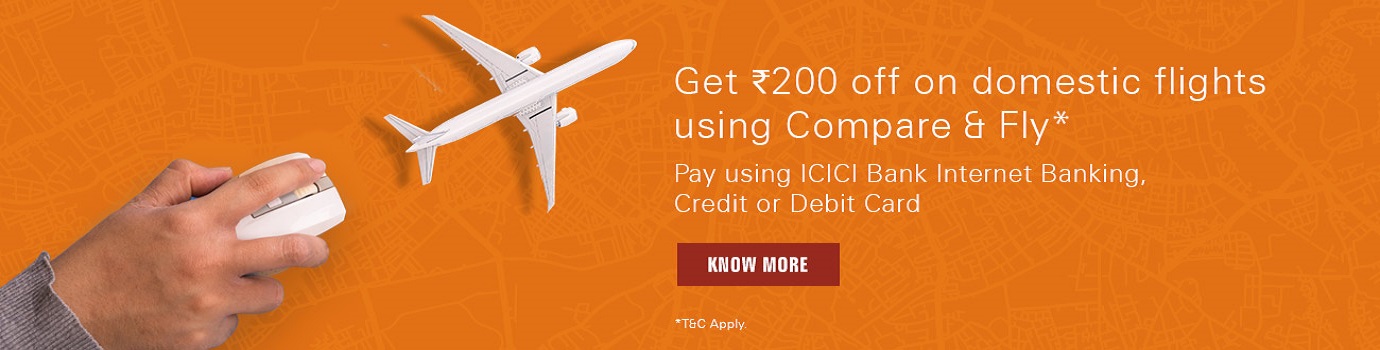 Get ₹200 off on domestic flights
using Compare & Fly*
Pay using ICICI Bank Internet Banking,
Credit or Debit Card
KNOW MORE
*T&C Apply.